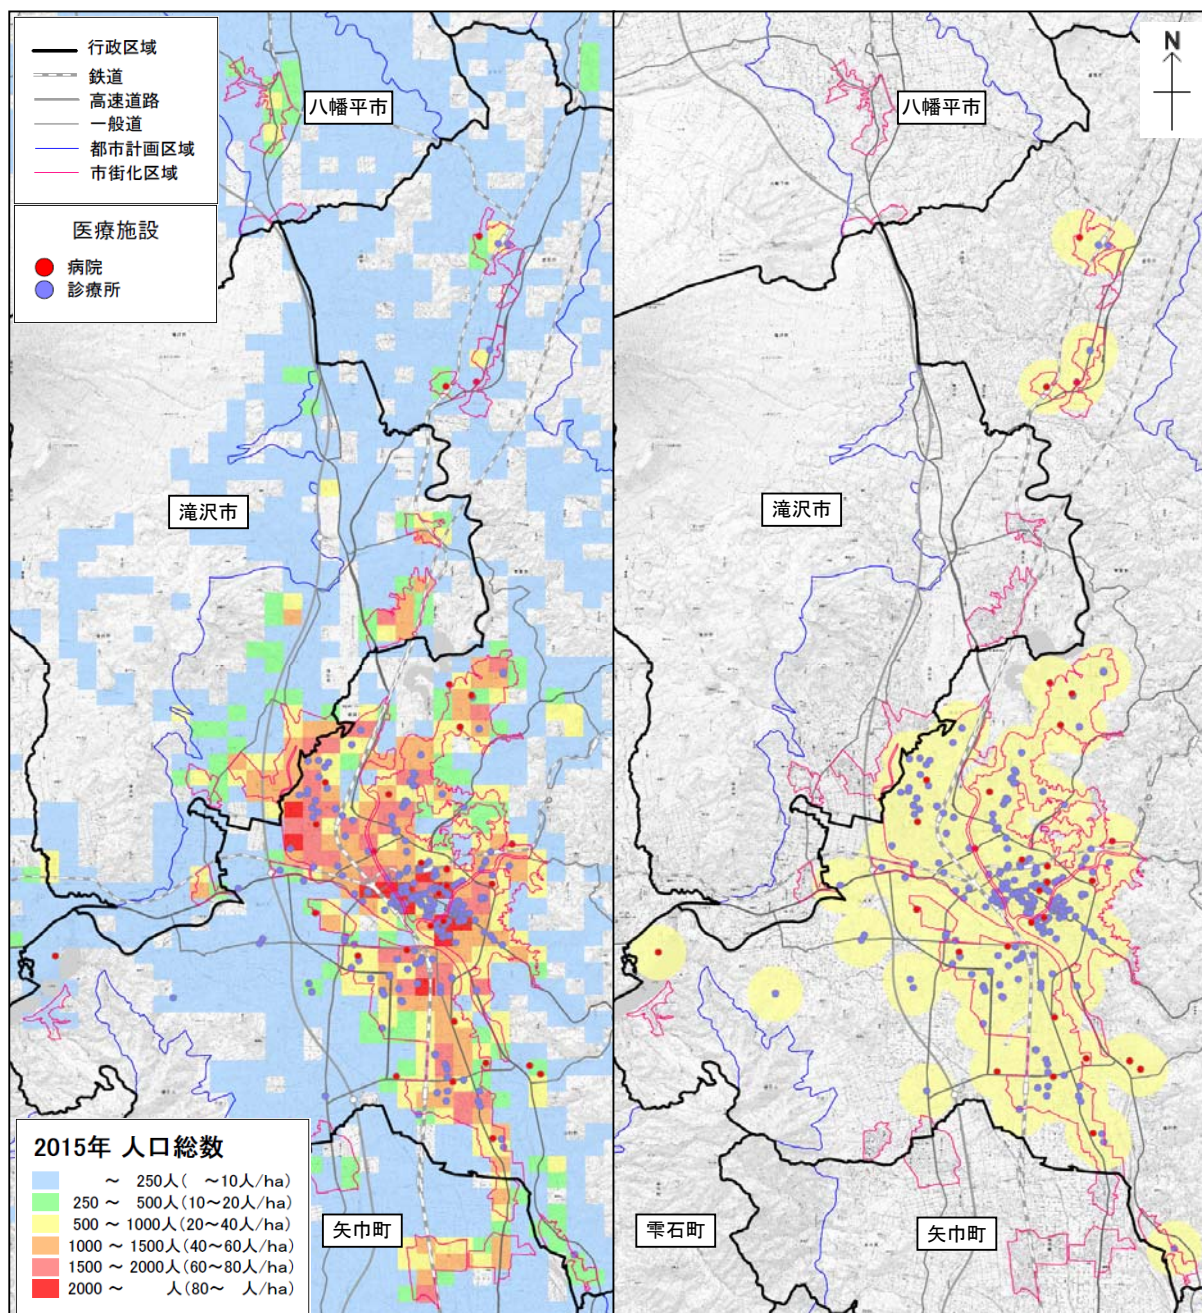 行政区域
鉄道
高速道路
一般道
都市計画区域
市街化区域
医療施設
病院
診療所
八幡平市
滝沢市
矢巾町
2015年 人口総数
～ 250人( ～10人/ha)
250 ～ 500人(10～20人/ha)
500 ～ 1000人(20～40人/ha)
1000 ～ 1500人(40～60人/ha)
1500 ～ 2000人(60～80人/ha)
2000 ～ 人(80～ 人/ha)
N
八幡平市
滝沢市
雫石町
矢巾町